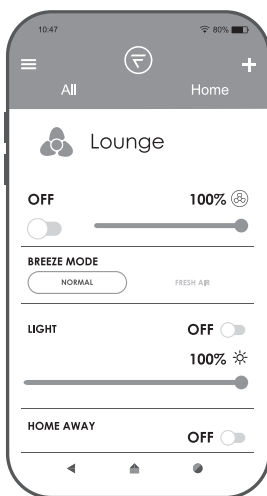 10:47 80%
All Home
Lounge
OFF 100%
BREEZE MODE
NORMAL FRESH AIR
LIGHT OFF
100%
HOME AWAY OFF